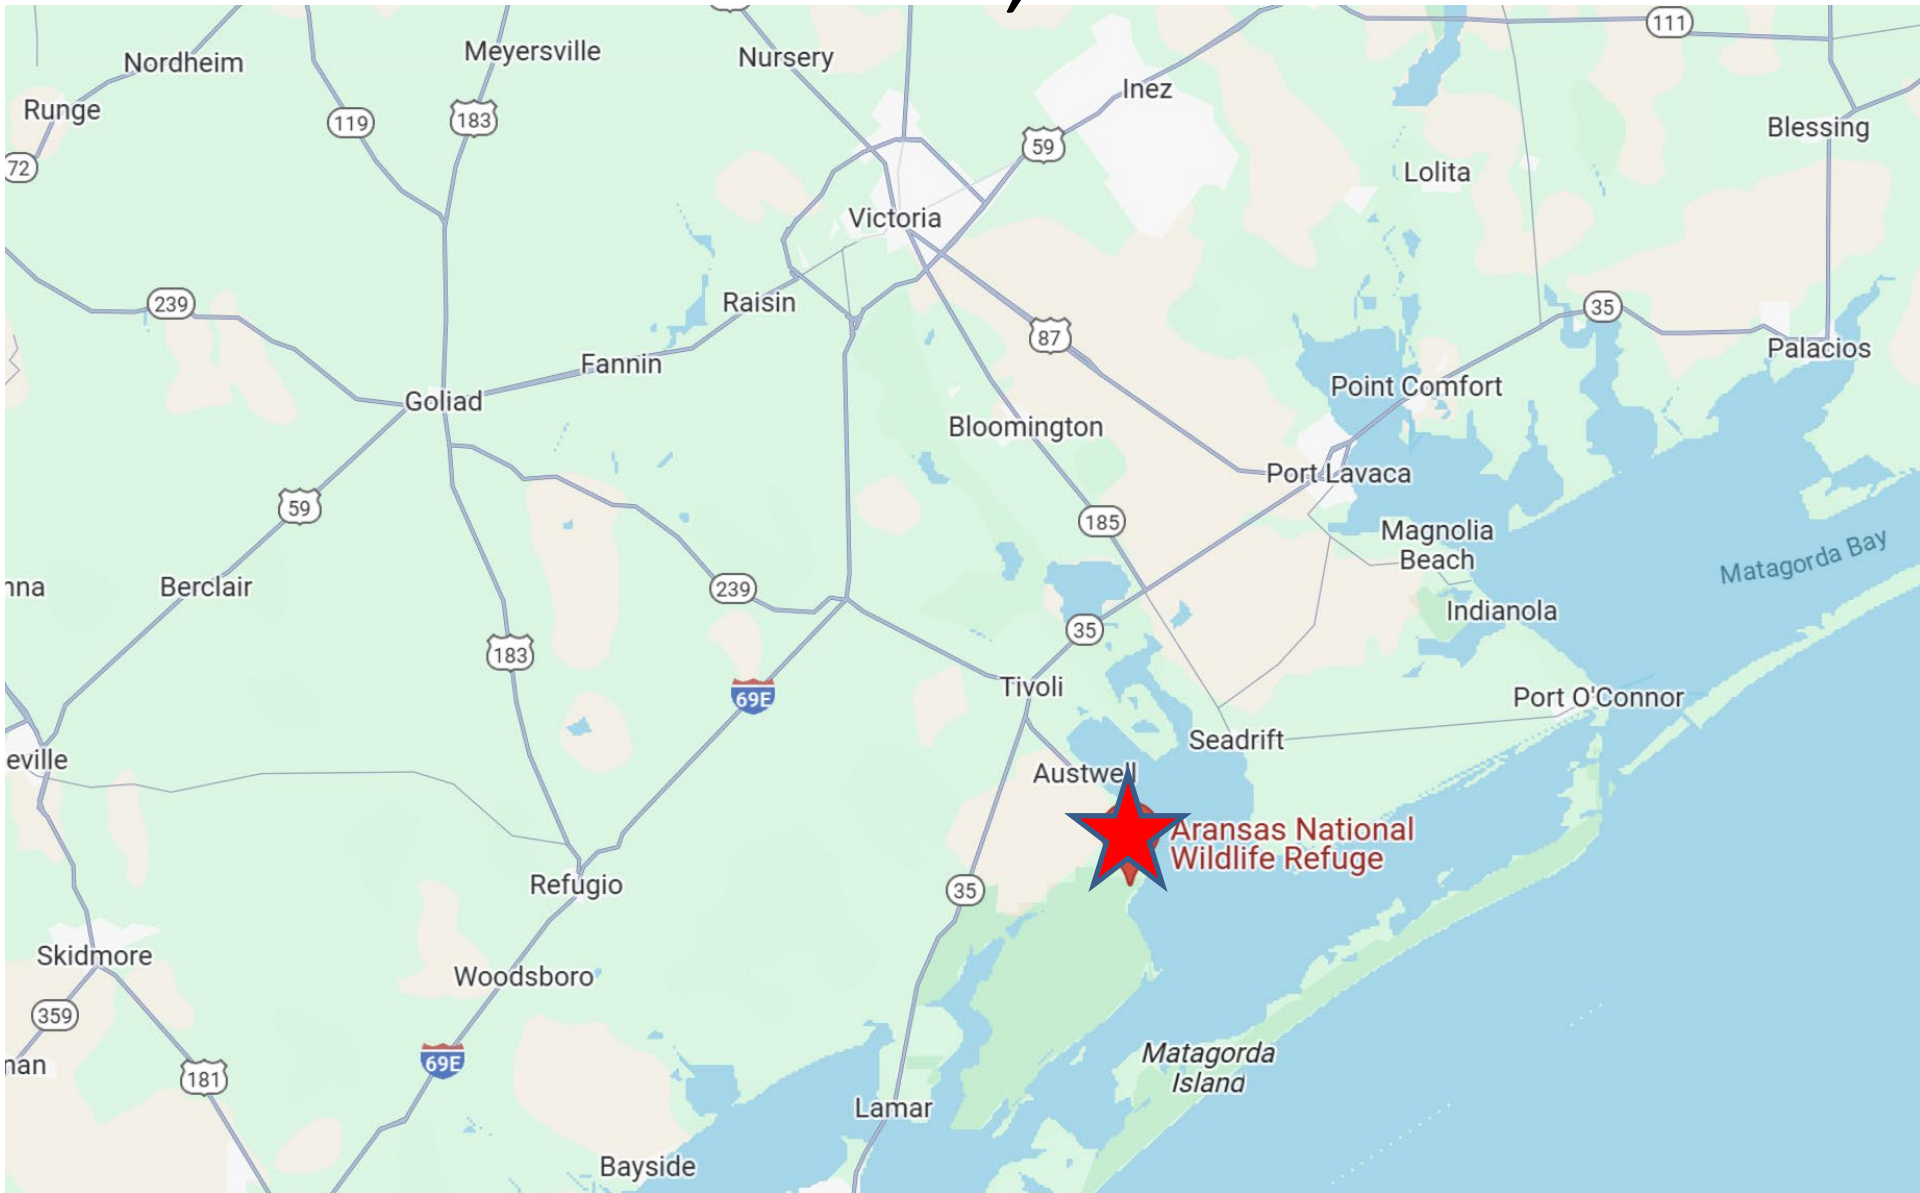 111
Nordheim
Meyersville
Nursery
Inez
Runge
119
183
59
Blessing
72
Lolita
Victoria
239
Raisin
35
87
Palacios
Fannin
Point Comfort
Goliad
Bloomington
Port Lavaca
59
185
Magnolia
Beach
Matagorda Bay
nna
Berclair
239
Indianola
35
183
Tivoli
69E
Port O'Connor
Seadrift
eville
Austwell
Aransas National
Wildlife Refuge
Refugio
35
Skidmore
Woodsboro
359
69E
Matagorda
Island
nan
181
Lamar
Bayside